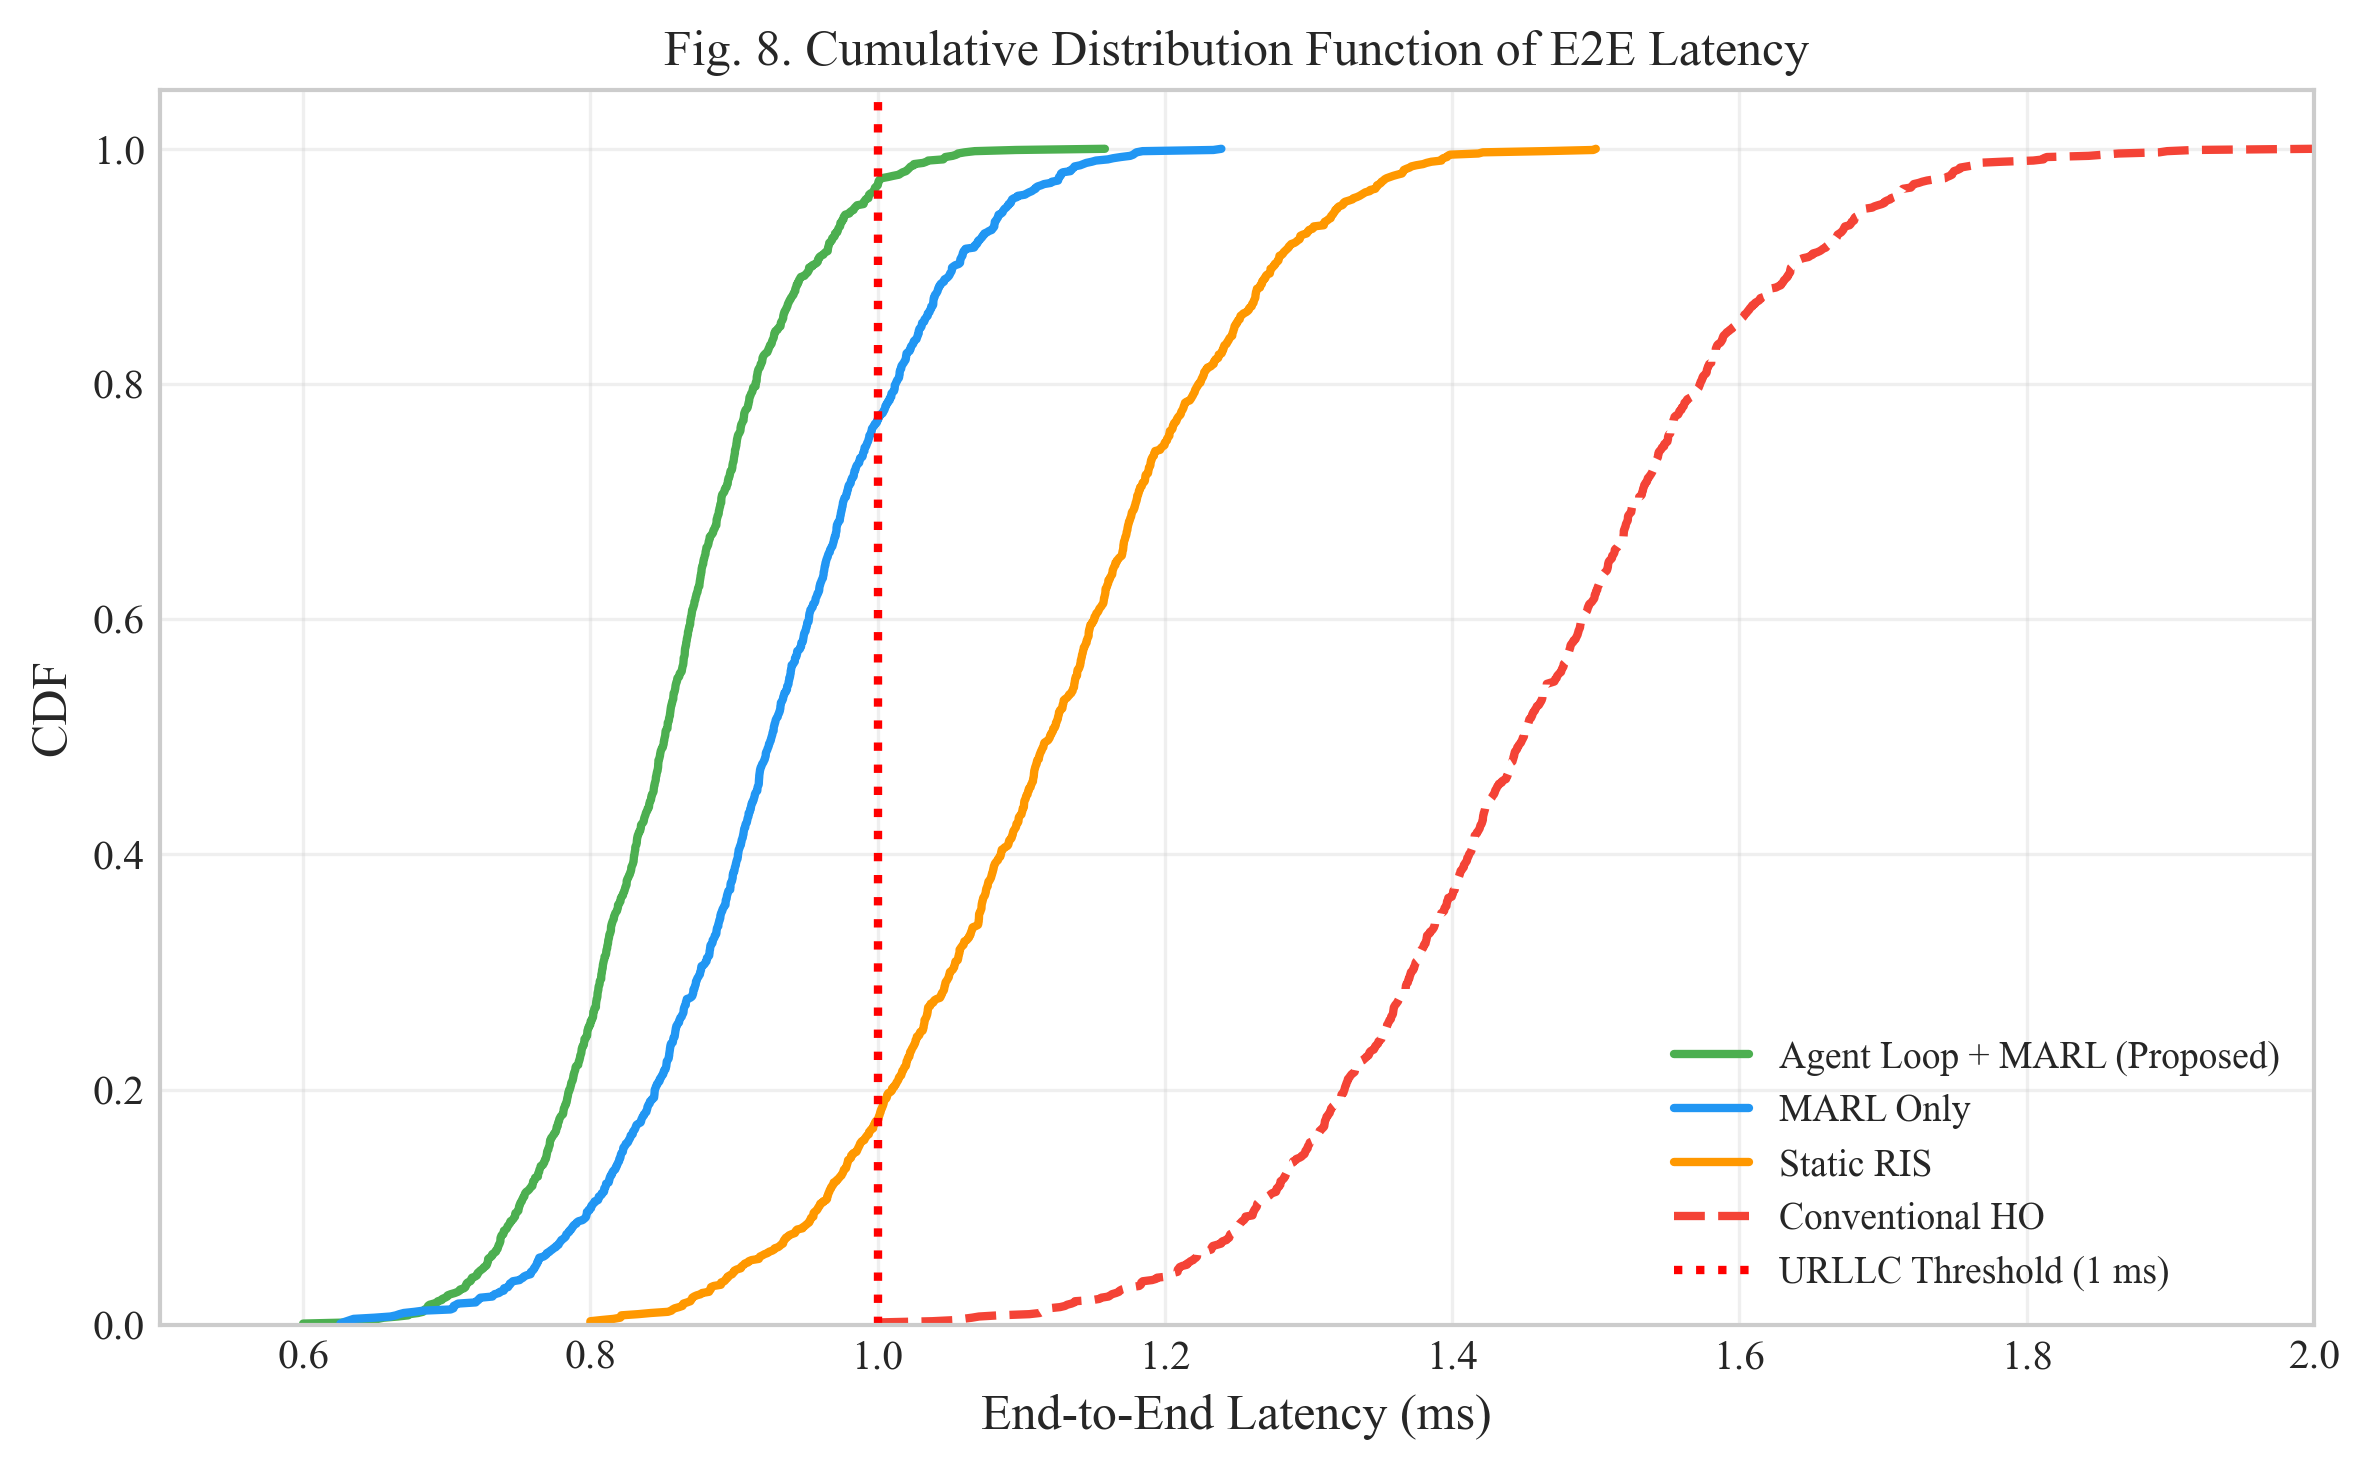 Fig. 8. Cumulative Distribution Function of E2E Latency
CDF
1.0
0.8
0.6
0.4
0.2
0.0
0.6 0.8 1.0 1.2 1.4 1.6 1.8 2.0
End-to-End Latency (ms)
Agent Loop + MARL (Proposed)
MARL Only
Static RIS
Conventional HO
URLLC Threshold (1 ms)